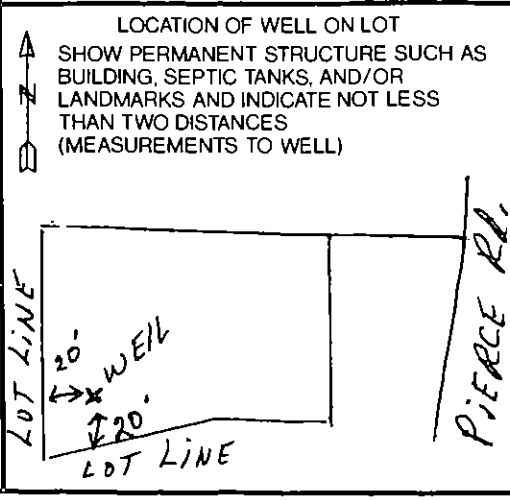 LOCATION OF WELL ON LOT
SHOW PERMANENT STRUCTURE SUCH AS
BUILDING, SEPTIC TANKS, AND/OR
LANDMARKS AND INDICATE NOT LESS
THAN TWO DISTANCES
(MEASUREMENTS TO WELL)
N
PIERCE Rd.
LOT LINE
20'
WEll
20'
LOT LINE